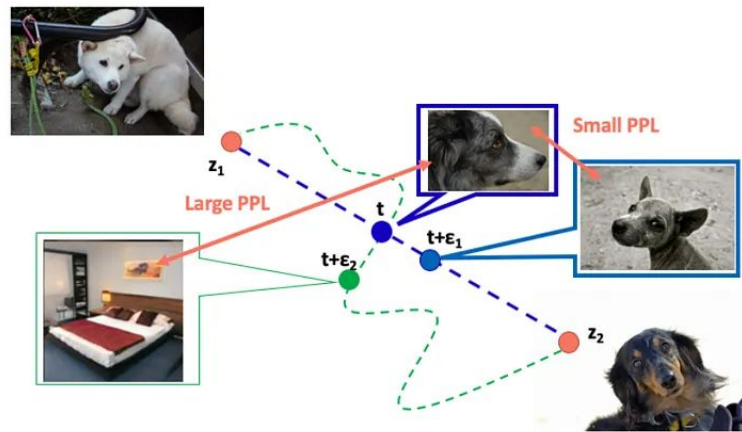 Small PPL
z₁
Large PPL
t
t+ε₁
t+ε₂
z₂